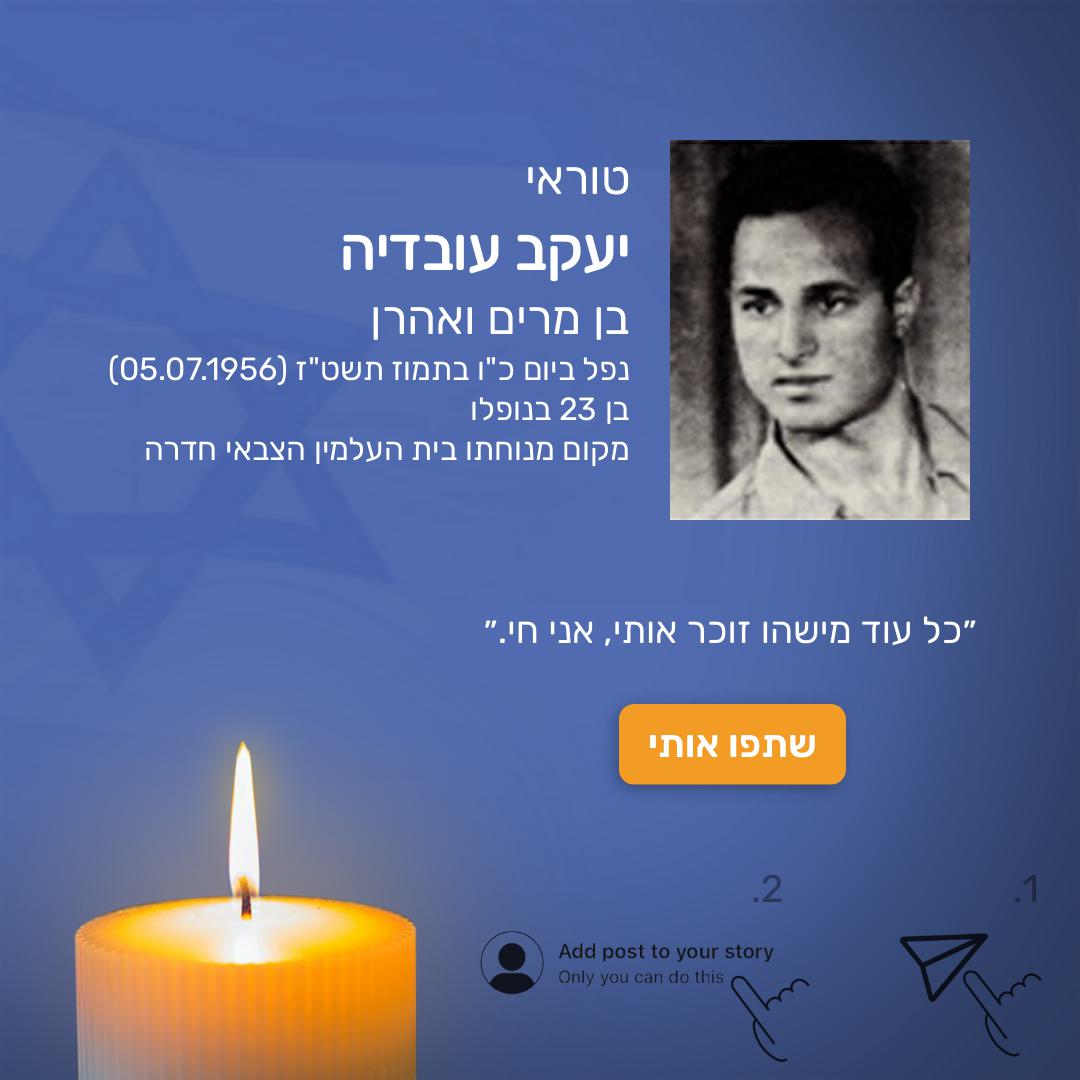 טוראי
יעקב עובדיה
בן מרים ואהרן
נפל ביום כ"ו בתמוז תשט"ז (05.07.1956)
בן 23 בנופלו
מקום מנוחתו בית העלמין הצבאי חדרה
״כל עוד מישהו זוכר אותי, אני חי.״
שתפו אותי
1.
2.
Add post to your story
Only you can do this